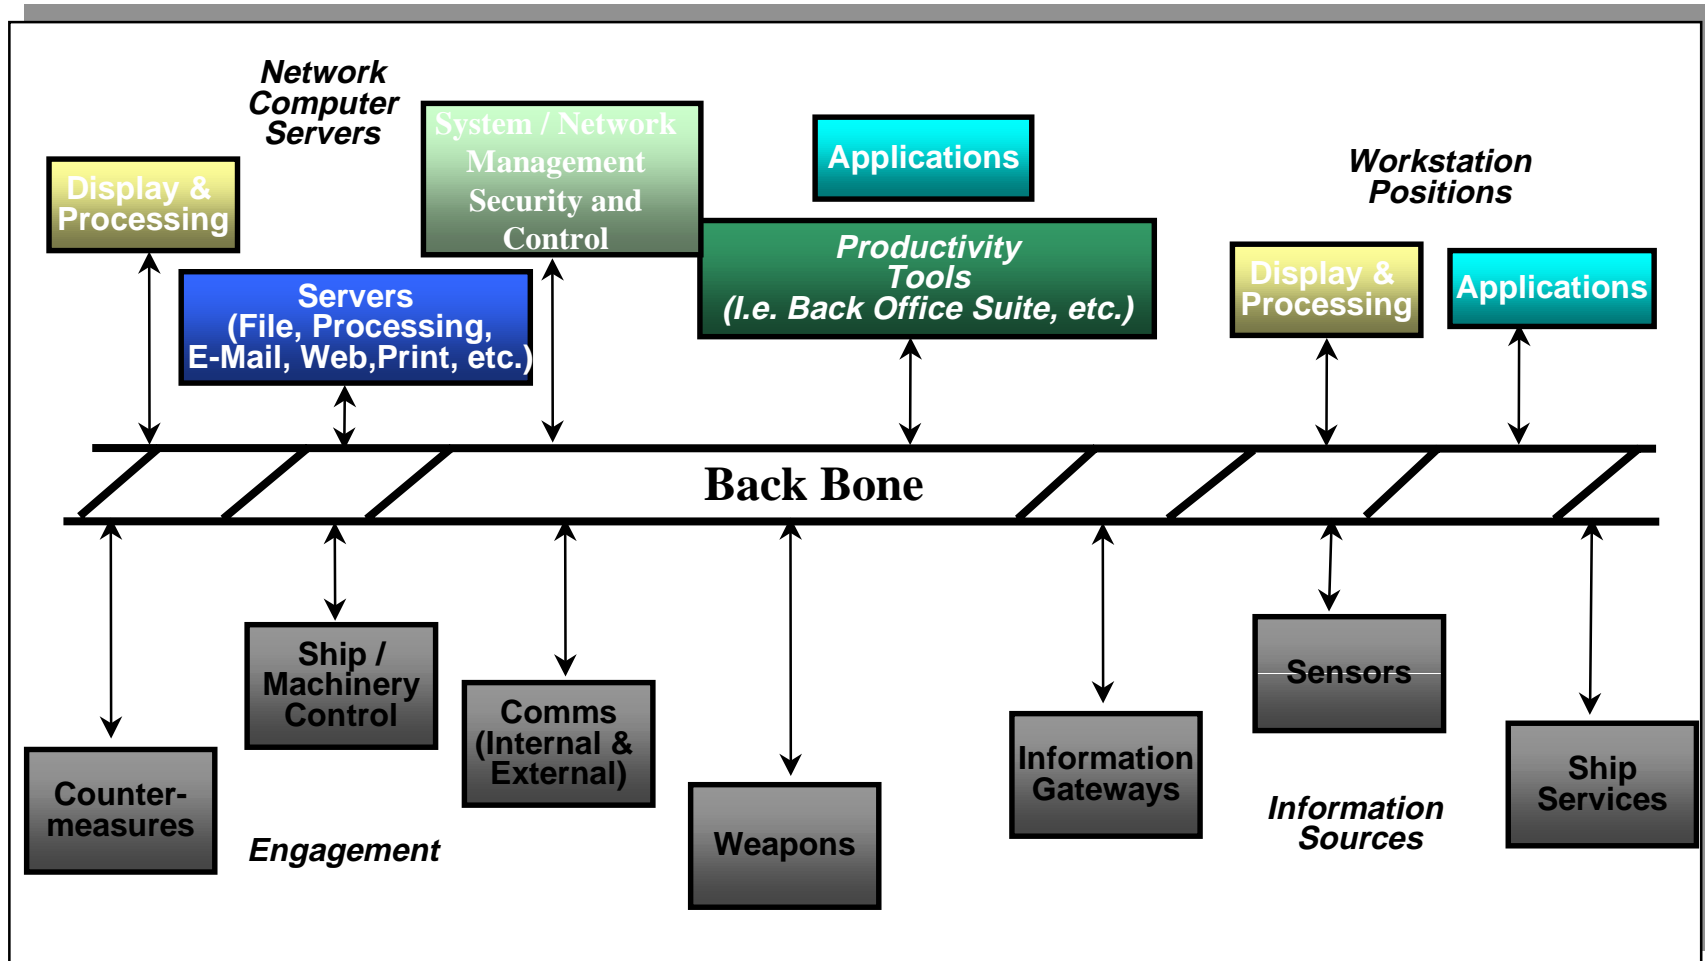 Network
Computer
Servers
System / Network
Management
Security and
Control
Applications
Workstation
Positions
Display &
Processing
Productivity
Tools
(I.e. Back Office Suite, etc.)
Servers
(File, Processing,
E-Mail, Web,Print, etc.)
Display &
Processing
Applications
Back Bone
Ship /
Machinery
Control
Sensors
Comms
(Internal &
External)
Information
Gateways
Ship
Services
Counter-
measures
Engagement
Weapons
Information
Sources